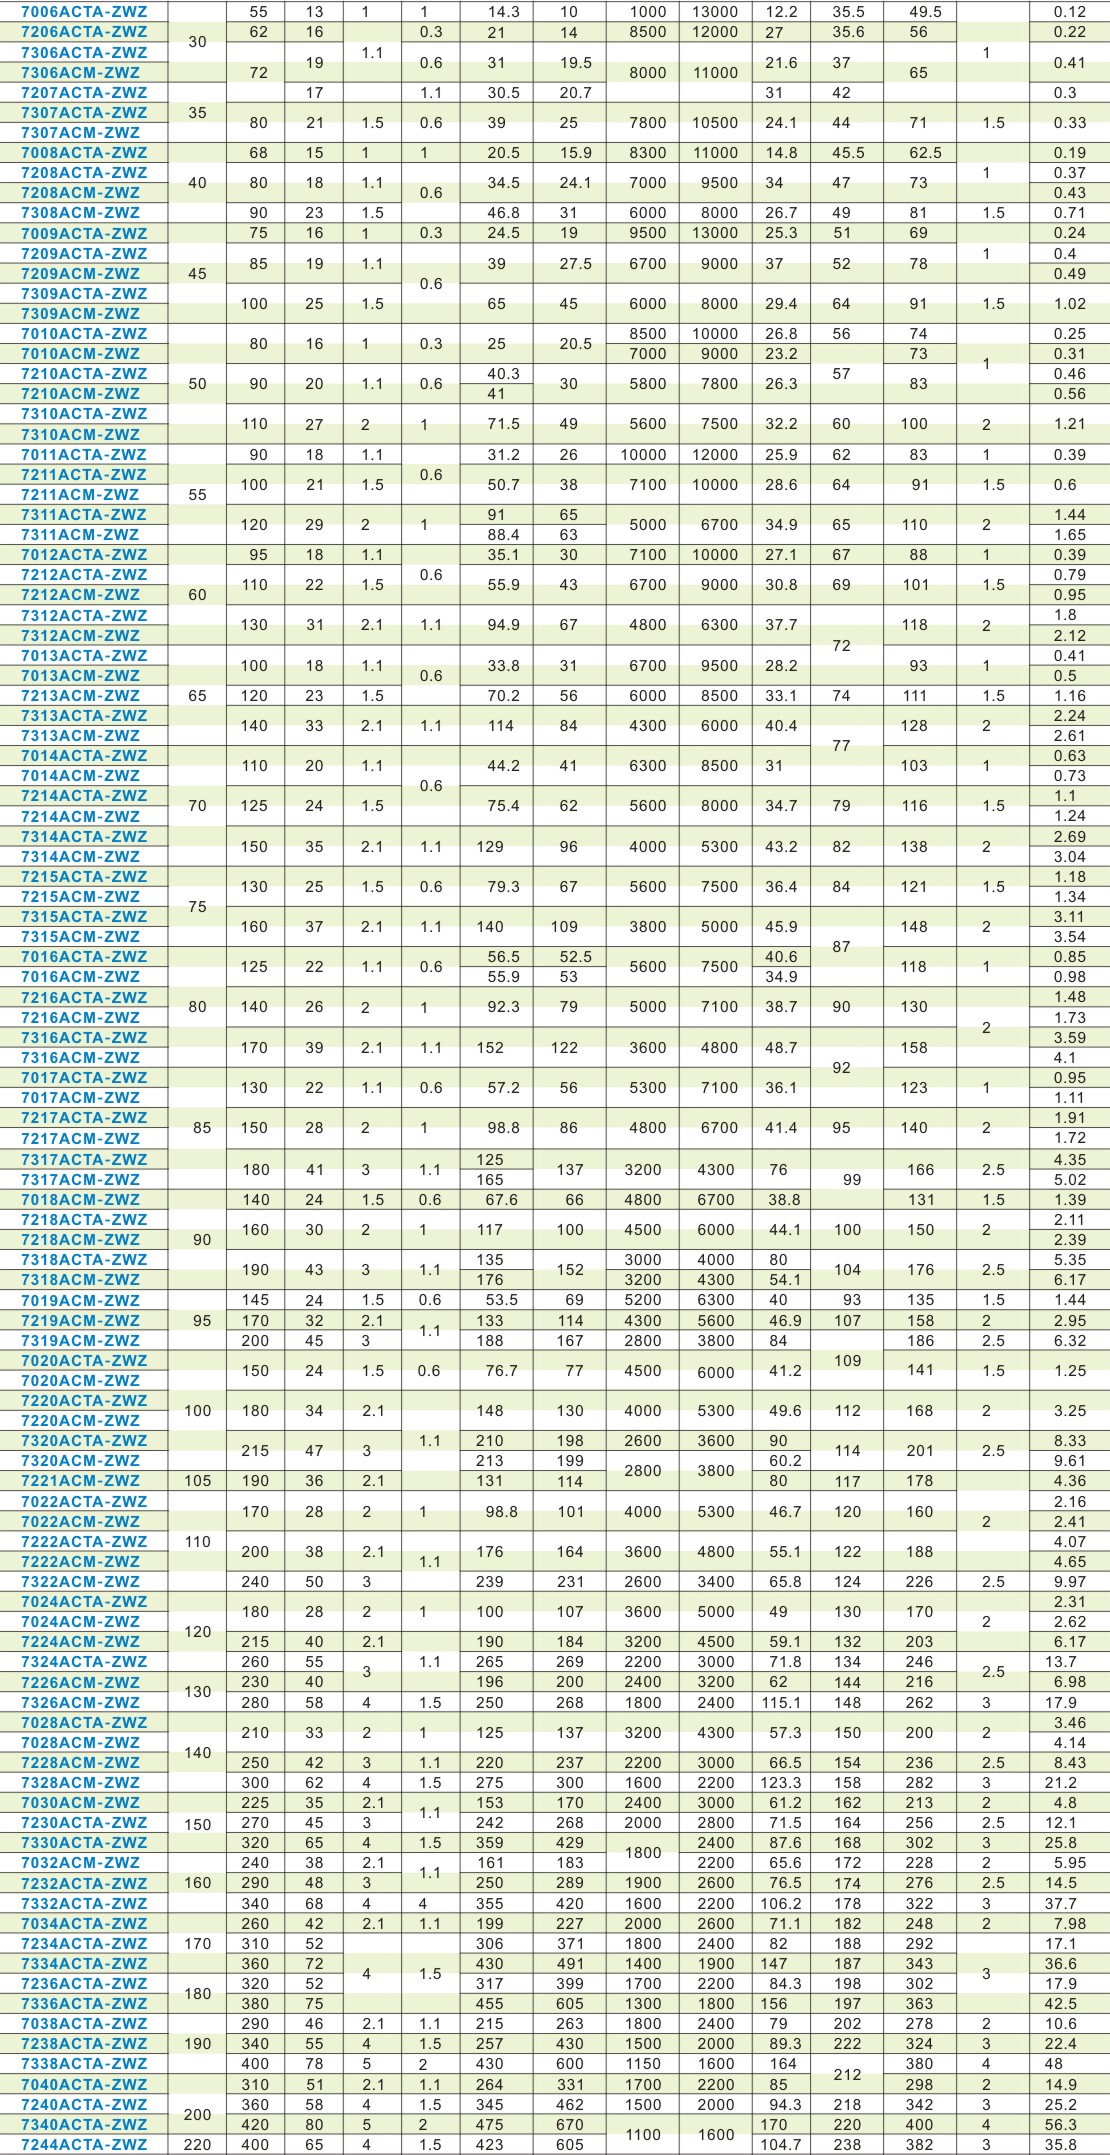 7006ACTA-ZWZ 55 13 1 1 14.3 10 1000 13000 12.2 35.5 49.5 0.12
7206ACTA-ZWZ 30 62 16 0.3 21 14 8500 12000 27 35.6 56 0.22
7306ACTA-ZWZ 19 1.1 0.6 31 19.5 21.6 37 1 0.41
7306ACM-ZWZ 72 8000 11000 65
7207ACTA-ZWZ 17 1.1 30.5 20.7 31 42 0.3
7307ACTA-ZWZ 35 80 21 1.5 0.6 39 25 7800 10500 24.1 44 71 1.5 0.33
7307ACM-ZWZ
7008ACTA-ZWZ 68 15 1 1 20.5 15.9 8300 11000 14.8 45.5 62.5 0.19
7208ACTA-ZWZ 40 80 18 1.1 34.5 24.1 7000 9500 34 47 73 1 0.37
7208ACM-ZWZ 0.6 0.43
7308ACM-ZWZ 90 23 1.5 46.8 31 6000 8000 26.7 49 81 1.5 0.71
7009ACTA-ZWZ 75 16 1 0.3 24.5 19 9500 13000 25.3 51 69 0.24
7209ACTA-ZWZ 85 19 1.1 39 27.5 6700 9000 37 52 78 1 0.4
7209ACM-ZWZ 45 0.6 0.49
7309ACTA-ZWZ 100 25 1.5 65 45 6000 8000 29.4 64 91 1.5 1.02
7309ACM-ZWZ
7010ACTA-ZWZ 80 16 1 0.3 25 20.5 8500 10000 26.8 56 74 0.25
7010ACM-ZWZ 7000 9000 23.2 73 1 0.31
7210ACTA-ZWZ 50 90 20 1.1 0.6 40.3 30 5800 7800 26.3 57 83 0.46
7210ACM-ZWZ 41 0.56
7310ACTA-ZWZ 110 27 2 1 71.5 49 5600 7500 32.2 60 100 2 1.21
7310ACM-ZWZ
7011ACTA-ZWZ 90 18 1.1 31.2 26 10000 12000 25.9 62 83 1 0.39
7211ACTA-ZWZ 100 21 1.5 0.6 50.7 38 7100 10000 28.6 64 91 1.5 0.6
7211ACM-ZWZ 55
7311ACTA-ZWZ 120 29 2 1 91 65 5000 6700 34.9 65 110 2 1.44
7311ACM-ZWZ 88.4 63 1.65
7012ACTA-ZWZ 95 18 1.1 35.1 30 7100 10000 27.1 67 88 1 0.39
7212ACTA-ZWZ 110 22 1.5 0.6 55.9 43 6700 9000 30.8 69 101 1.5 0.79
7212ACM-ZWZ 60 0.95
7312ACTA-ZWZ 130 31 2.1 1.1 94.9 67 4800 6300 37.7 118 2 1.8
7312ACM-ZWZ 72 2.12
7013ACTA-ZWZ 100 18 1.1 33.8 31 6700 9500 28.2 93 1 0.41
7013ACM-ZWZ 0.6 0.5
7213ACM-ZWZ 65 120 23 1.5 70.2 56 6000 8500 33.1 74 111 1.5 1.16
7313ACTA-ZWZ 140 33 2.1 1.1 114 84 4300 6000 40.4 128 2 2.24
7313ACM-ZWZ 77 2.61
7014ACTA-ZWZ 110 20 1.1 44.2 41 6300 8500 31 103 1 0.63
7014ACM-ZWZ 0.6 0.73
7214ACTA-ZWZ 70 125 24 1.5 75.4 62 5600 8000 34.7 79 116 1.5 1.1
7214ACM-ZWZ 1.24
7314ACTA-ZWZ 150 35 2.1 1.1 129 96 4000 5300 43.2 82 138 2 2.69
7314ACM-ZWZ 3.04
7215ACTA-ZWZ 130 25 1.5 0.6 79.3 67 5600 7500 36.4 84 121 1.5 1.18
7215ACM-ZWZ 75 1.34
7315ACTA-ZWZ 160 37 2.1 1.1 140 109 3800 5000 45.9 148 2 3.11
7315ACM-ZWZ 87 3.54
7016ACTA-ZWZ 125 22 1.1 0.6 56.5 52.5 5600 7500 40.6 118 1 0.85
7016ACM-ZWZ 55.9 53 34.9 0.98
7216ACTA-ZWZ 80 140 26 2 1 92.3 79 5000 7100 38.7 90 130 1.48
7216ACM-ZWZ 2 1.73
7316ACTA-ZWZ 170 39 2.1 1.1 152 122 3600 4800 48.7 158 3.59
7316ACM-ZWZ 92 4.1
7017ACTA-ZWZ 130 22 1.1 0.6 57.2 56 5300 7100 36.1 123 1 0.95
7017ACM-ZWZ 1.11
7217ACTA-ZWZ 85 150 28 2 1 98.8 86 4800 6700 41.4 95 140 2 1.91
7217ACM-ZWZ 1.72
7317ACTA-ZWZ 180 41 3 1.1 125 137 3200 4300 76 166 2.5 4.35
7317ACM-ZWZ 165 99 5.02
7018ACM-ZWZ 140 24 1.5 0.6 67.6 66 4800 6700 38.8 131 1.5 1.39
7218ACTA-ZWZ 160 30 2 1 117 100 4500 6000 44.1 100 150 2 2.11
7218ACM-ZWZ 90 2.39
7318ACTA-ZWZ 190 43 3 1.1 135 152 3000 4000 80 104 176 2.5 5.35
7318ACM-ZWZ 176 3200 4300 54.1 6.17
7019ACM-ZWZ 145 24 1.5 0.6 53.5 69 5200 6300 40 93 135 1.5 1.44
7219ACM-ZWZ 95 170 32 2.1 1.1 133 114 4300 5600 46.9 107 158 2 2.95
7319ACM-ZWZ 200 45 3 188 167 2800 3800 84 186 2.5 6.32
7020ACTA-ZWZ 150 24 1.5 0.6 76.7 77 4500 6000 41.2 109 141 1.5 1.25
7020ACM-ZWZ
7220ACTA-ZWZ 100 180 34 2.1 148 130 4000 5300 49.6 112 168 2 3.25
7220ACM-ZWZ
7320ACTA-ZWZ 215 47 3 1.1 210 198 2600 3600 90 114 201 2.5 8.33
7320ACM-ZWZ 213 199 2800 3800 60.2 9.61
7221ACM-ZWZ 105 190 36 2.1 131 114 80 117 178 4.36
7022ACTA-ZWZ 170 28 2 1 98.8 101 4000 5300 46.7 120 160 2.16
7022ACM-ZWZ 2 2.41
7222ACTA-ZWZ 110 200 38 2.1 176 164 3600 4800 55.1 122 188 4.07
7222ACM-ZWZ 1.1 4.65
7322ACM-ZWZ 240 50 3 239 231 2600 3400 65.8 124 226 2.5 9.97
7024ACTA-ZWZ 180 28 2 1 100 107 3600 5000 49 130 170 2.31
7024ACM-ZWZ 120 2 2.62
7224ACM-ZWZ 215 40 2.1 190 184 3200 4500 59.1 132 203 6.17
7324ACTA-ZWZ 260 55 3 1.1 265 269 2200 3000 71.8 134 246 2.5 13.7
7226ACM-ZWZ 130 230 40 196 200 2400 3200 62 144 216 6.98
7326ACM-ZWZ 280 58 4 1.5 250 268 1800 2400 115.1 148 262 3 17.9
7028ACTA-ZWZ 210 33 2 1 125 137 3200 4300 57.3 150 200 2 3.46
7028ACM-ZWZ 140 4.14
7228ACM-ZWZ 250 42 3 1.1 220 237 2200 3000 66.5 154 236 2.5 8.43
7328ACM-ZWZ 300 62 4 1.5 275 300 1600 2200 123.3 158 282 3 21.2
7030ACM-ZWZ 225 35 2.1 1.1 153 170 2400 3000 61.2 162 213 2 4.8
7230ACTA-ZWZ 150 270 45 3 242 268 2000 2800 71.5 164 256 2.5 12.1
7330ACTA-ZWZ 320 65 4 1.5 359 429 1800 2400 87.6 168 302 3 25.8
7032ACM-ZWZ 240 38 2.1 1.1 161 183 2200 65.6 172 228 2 5.95
7232ACTA-ZWZ 160 290 48 3 250 289 1900 2600 76.5 174 276 2.5 14.5
7332ACTA-ZWZ 340 68 4 4 355 420 1600 2200 106.2 178 322 3 37.7
7034ACTA-ZWZ 260 42 2.1 1.1 199 227 2000 2600 71.1 182 248 2 7.98
7234ACTA-ZWZ 170 310 52 306 371 1800 2400 82 188 292 17.1
7334ACTA-ZWZ 360 72 4 1.5 430 491 1400 1900 147 187 343 3 36.6
7236ACTA-ZWZ 180 320 52 317 399 1700 2200 84.3 198 302 17.9
7336ACTA-ZWZ 380 75 455 605 1300 1800 156 197 363 42.5
7038ACTA-ZWZ 290 46 2.1 1.1 215 263 1800 2400 79 202 278 2 10.6
7238ACTA-ZWZ 190 340 55 4 1.5 257 430 1500 2000 89.3 222 324 3 22.4
7338ACTA-ZWZ 400 78 5 2 430 600 1150 1600 164 212 380 4 48
7040ACTA-ZWZ 310 51 2.1 1.1 264 331 1700 2200 85 298 2 14.9
7240ACTA-ZWZ 200 360 58 4 1.5 345 462 1500 2000 94.3 218 342 3 25.2
7340ACTA-ZWZ 420 80 5 2 475 670 1100 1600 170 220 400 4 56.3
7244ACTA-ZWZ 220 400 65 4 1.5 423 605 104.7 238 382 3 35.8